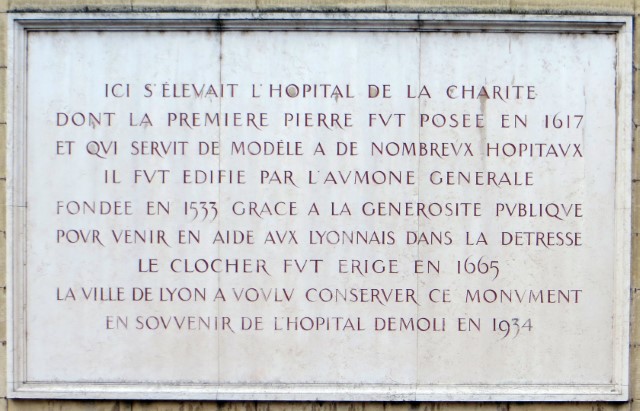 ICI S'ÉLEVAIT L'HOPITAL DE LA CHARITE
DONT LA PREMIERE PIERRE FVT POSEE EN 1617
ET QVI SERVIT DE MODÈLE A DE NOMBREVX HOPITAVX
IL FVT EDIFIE PAR L'AVMONE GENERALE
FONDEE EN 1533 GRACE A LA GENEROSITE PVBLIQVE
POVR VENIR EN AIDE AVX LYONNAIS DANS LA DETRESSE
LE CLOCHER FVT ERIGE EN 1665
LA VILLE DE LYON A VOVLV CONSERVER CE MONVMENT
EN SOVVENIR DE L'HOPITAL DEMOLI EN 1934